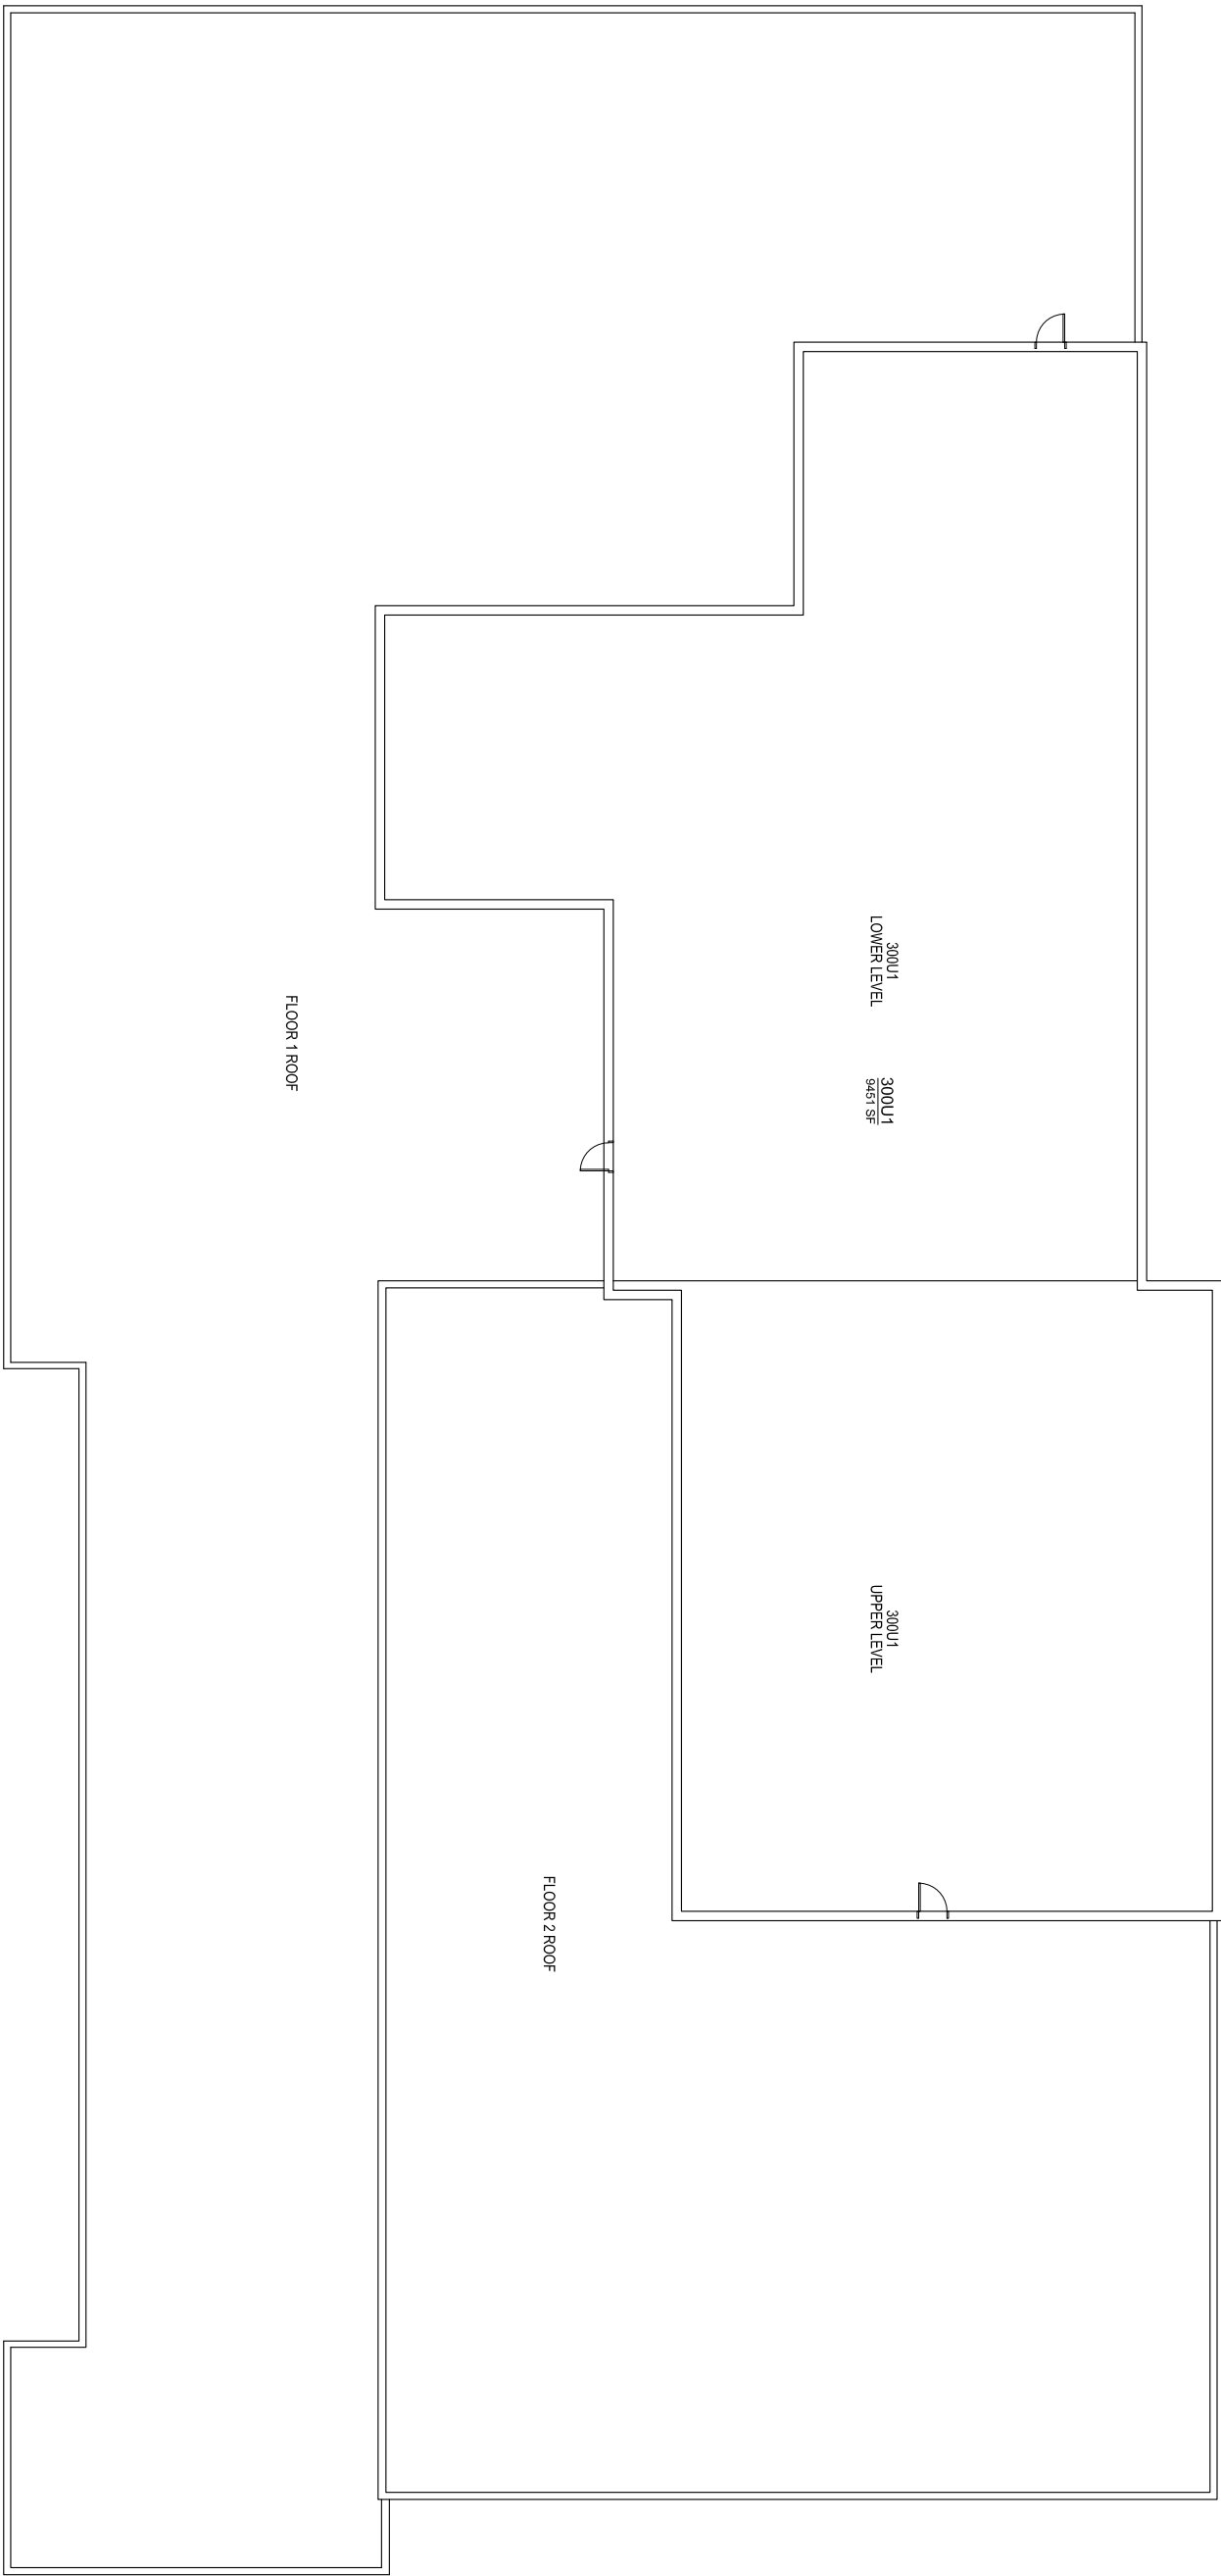 300U1
LOWER LEVEL
300U1
9451 SF
300U1
UPPER LEVEL
FLOOR 1 ROOF
FLOOR 2 ROOF